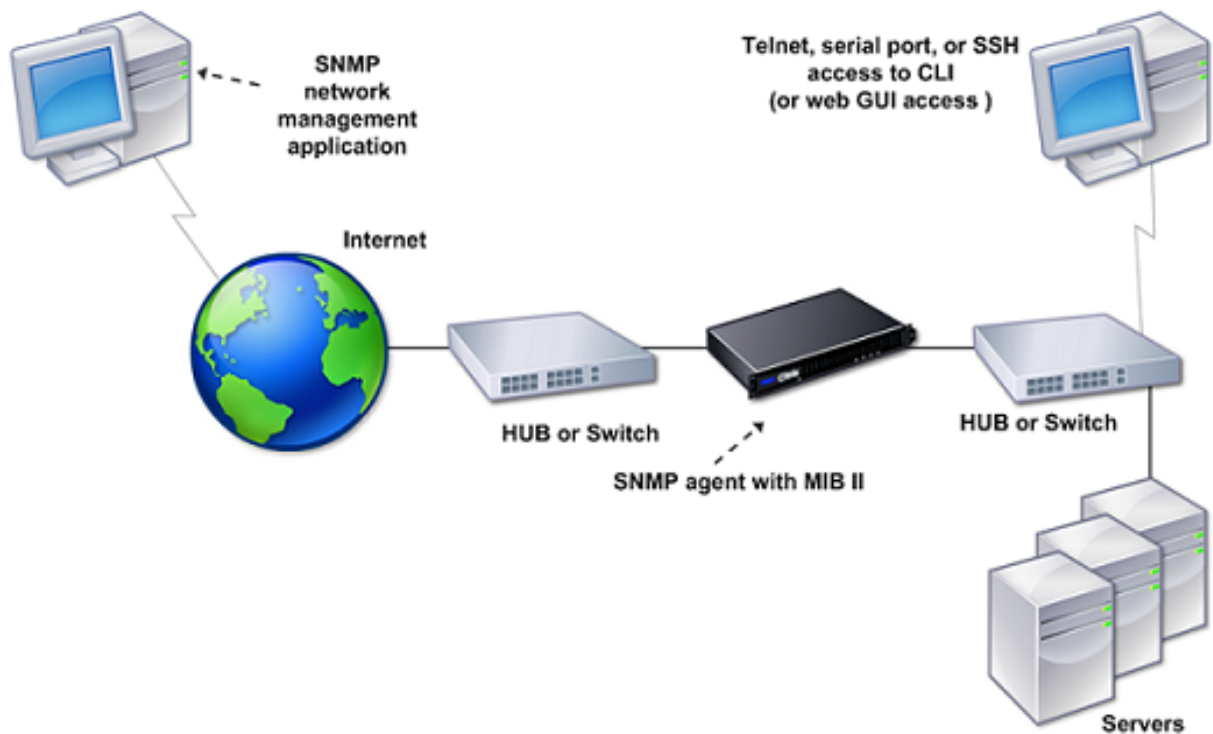 SNMP
network
management
application
Telnet, serial port, or SSH
access to CLI
(or web GUI access )
Internet
HUB or Switch
HUB or Switch
SNMP agent with MIB II
Servers